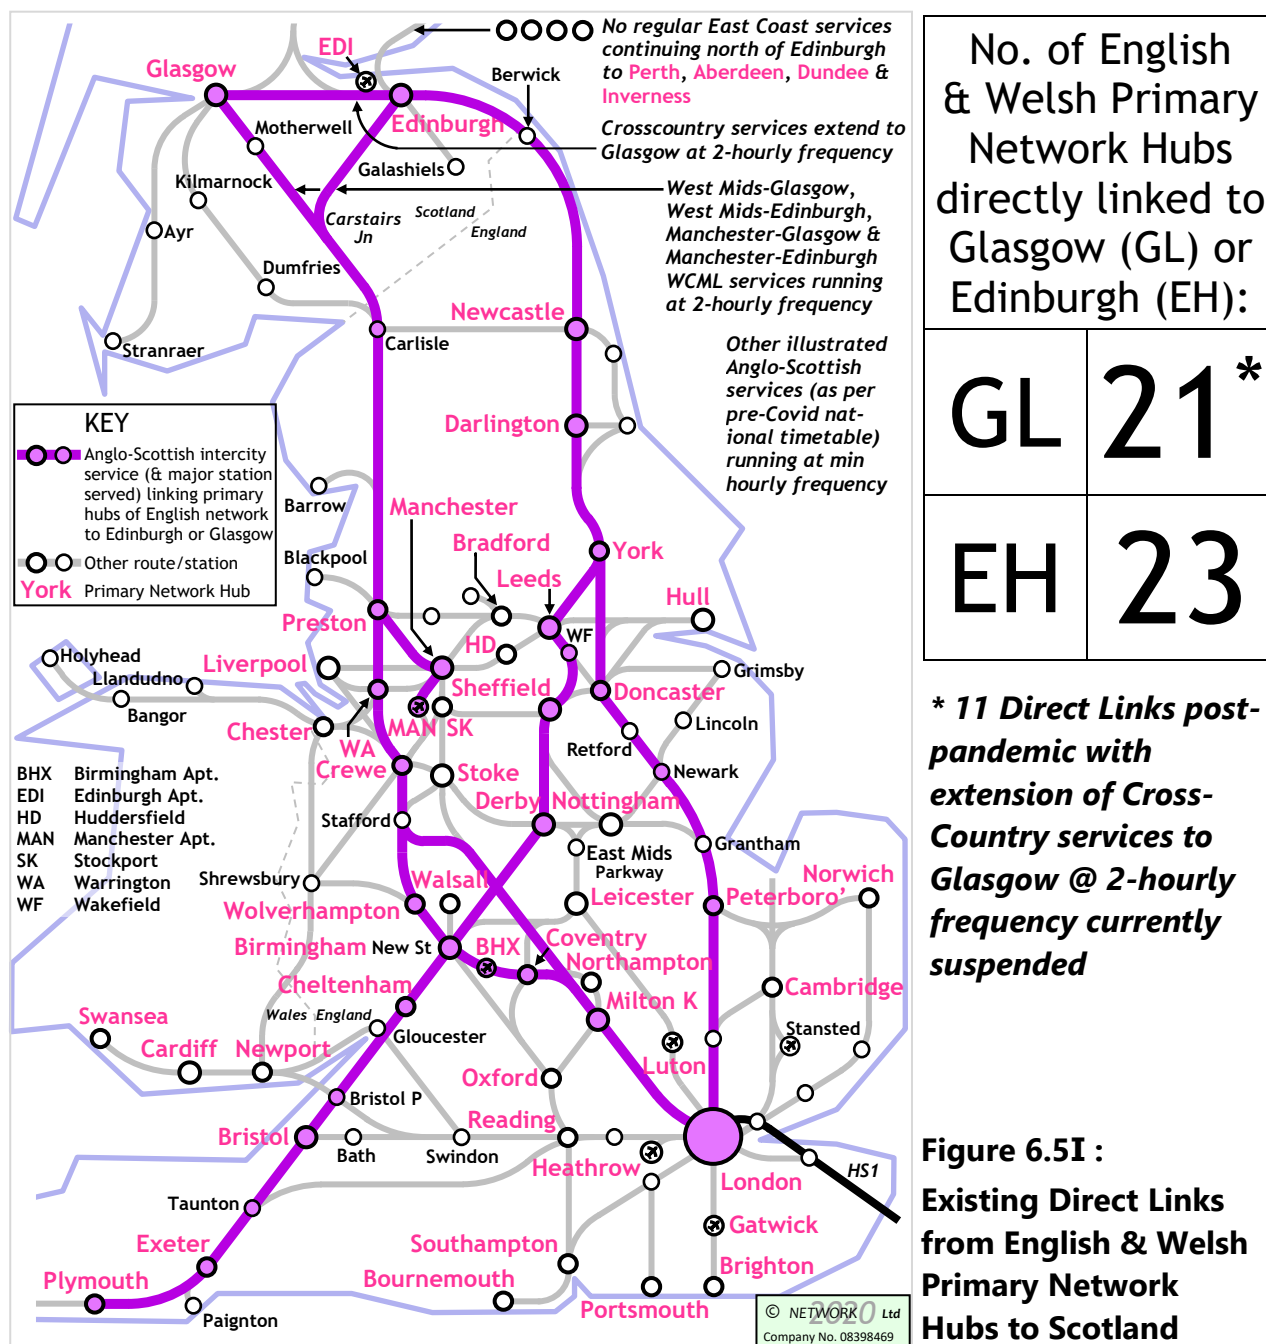 No regular East Coast services
continuing north of Edinburgh
to Perth, Aberdeen, Dundee &
Inverness
EDI
Glasgow
Berwick
Edinburgh
Motherwell
Crosscountry services extend to
Glasgow at 2-hourly frequency
Galashiels
Kilmarnock
West Mids-Glasgow,
West Mids-Edinburgh,
Manchester-Glasgow &
Manchester-Edinburgh
WCML services running
at 2-hourly frequency
Carstairs
Jn
Scotland
England
Ayr
Dumfries
Newcastle
Carlisle
Stranraer
Other illustrated
Anglo-Scottish
services (as per
pre-Covid nat-
ional timetable)
running at min
hourly frequency
Darlington
KEY
Anglo-Scottish intercity
service (& major station
served) linking primary
hubs of English network
to Edinburgh or Glasgow
Other route/station
York Primary Network Hub
Barrow
Manchester
Blackpool
Bradford
York
Leeds
Hull
Preston
WF
HD
Holyhead
Liverpool
Grimsby
Llandudno
Sheffield
Doncaster
Bangor
MAN SK
Lincoln
Chester
WA
Retford
Crewe
Stoke
Newark
BHX Birmingham Apt.
EDI Edinburgh Apt.
HD Huddersfield
MAN Manchester Apt.
SK Stockport
WA Warrington
WF Wakefield
Derby Nottingham
Stafford
East Mids
Parkway
Grantham
Shrewsbury
Walsall
Norwich
Leicester
Peterboro'
Wolverhampton
Birmingham New St
BHX
Coventry
Northampton
Cheltenham
Milton K
Cambridge
Wales England
Swansea
Gloucester
Stansted
Cardiff Newport
Luton
Oxford
Bristol P
Reading
Bristol
Bath
Swindon
Heathrow
HS1
London
Taunton
Gatwick
Exeter
Southampton
Brighton
Plymouth
Bournemouth
Portsmouth
Paignton
© NETWORK 2020 Ltd
Company No. 08398469
No. of English
& Welsh Primary
Network Hubs
directly linked to
Glasgow (GL) or
Edinburgh (EH):
GL 21*
EH 23
* 11 Direct Links post-
pandemic with
extension of Cross-
Country services to
Glasgow @ 2-hourly
frequency currently
suspended
Figure 6.5I :
Existing Direct Links
from English & Welsh
Primary Network
Hubs to Scotland